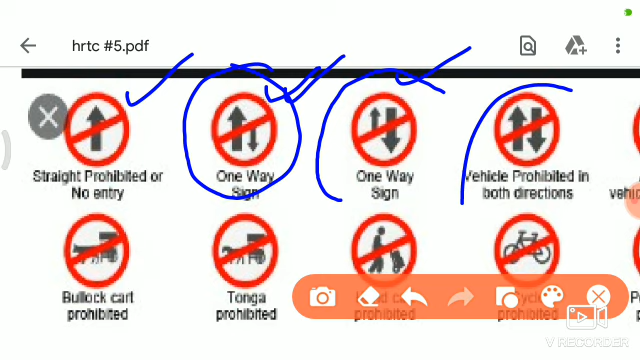 hrtc #5.pdf
Straight Prohibited or
No entry
One Way
Sign
One Way
Sign
Vehicle Prohibited in
both directions
Bullock cart
prohibited
Tonga
prohibited
prohibited
prohibited
V RECORDER